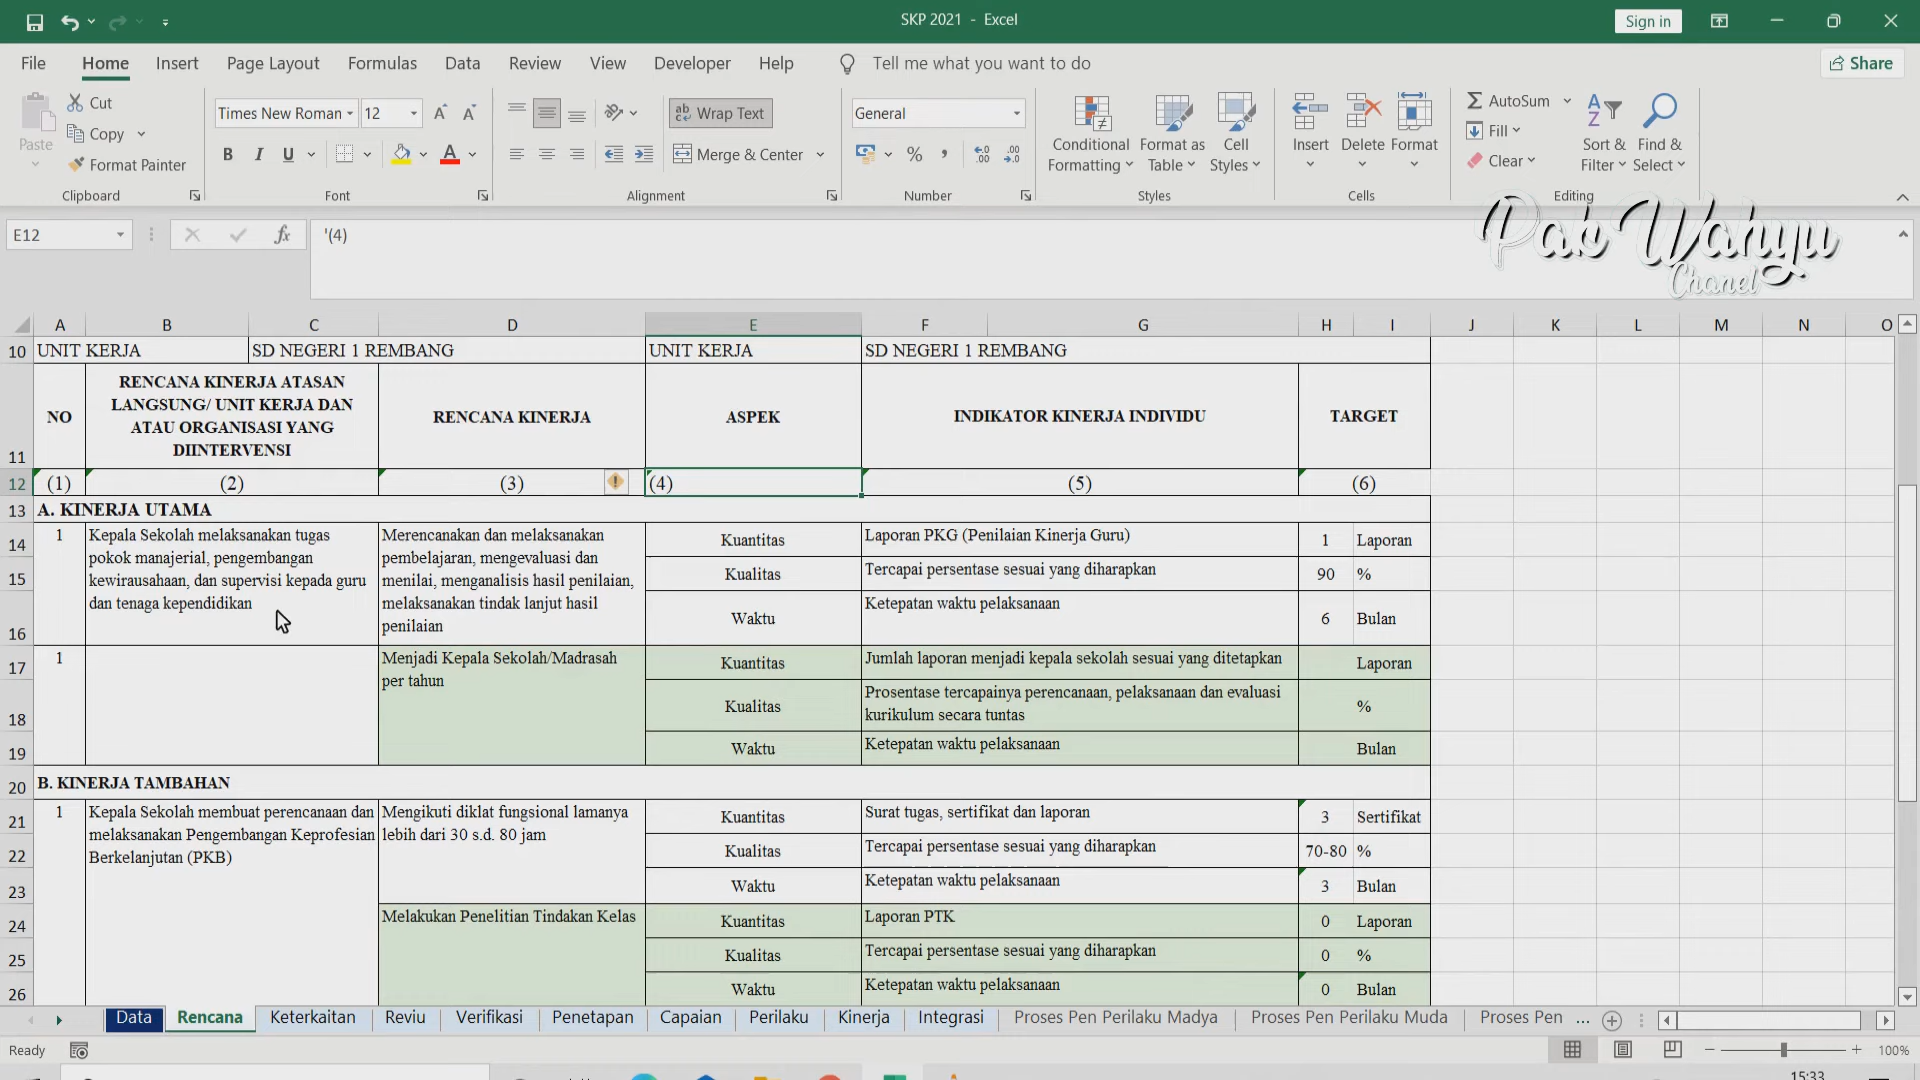 SKP 2021 - Excel
Sign in
File Home Insert Page Layout Formulas Data Review View Developer Help Tell me what you want to do Share
Paste
Cut
Copy
Format Painter
Clipboard
Times New Roman 12
B I U
Font
Wrap Text
Merge & Center
Alignment
General
%
Number
Conditional Formatting
Format as Table
Cell Styles
Styles
Insert Delete Format
Cells
AutoSum
Fill
Clear
Sort & Filter
Find & Select
Editing
Pak Wahyu
Chanel
E12 fx '(4)
A B C D E F G H I J K L M N O
10 UNIT KERJA SD NEGERI 1 REMBANG UNIT KERJA SD NEGERI 1 REMBANG
11 NO
RENCANA KINERJA ATASAN
LANGSUNG/ UNIT KERJA DAN
ATAU ORGANISASI YANG
DIINTERVENSI
RENCANA KINERJA ASPEK INDIKATOR KINERJA INDIVIDU TARGET
12 (1) (2) (3) (4) (5) (6)
13 A. KINERJA UTAMA
14 1
Kepala Sekolah melaksanakan tugas
pokok manajerial, pengembangan
kewirausahaan, dan supervisi kepada guru
dan tenaga kependidikan
Merencanakan dan melaksanakan
pembelajaran, mengevaluasi dan
menilai, menganalisis hasil penilaian,
melaksanakan tindak lanjut hasil
penilaian
Kuantitas Laporan PKG (Penilaian Kinerja Guru) 1 Laporan
15 Kualitas Tercapai persentase sesuai yang diharapkan 90 %
16 Waktu Ketepatan waktu pelaksanaan 6 Bulan
17 1
Menjadi Kepala Sekolah/Madrasah
per tahun
Kuantitas Jumlah laporan menjadi kepala sekolah sesuai yang ditetapkan Laporan
18 Kualitas
Prosentase tercapainya perencanaan, pelaksanaan dan evaluasi
kurikulum secara tuntas
%
19 Waktu Ketepatan waktu pelaksanaan Bulan
20 B. KINERJA TAMBAHAN
21 1
Kepala Sekolah membuat perencanaan dan
melaksanakan Pengembangan Keprofesian
Berkelanjutan (PKB)
Mengikuti diklat fungsional lamanya
lebih dari 30 s.d. 80 jam
Kuantitas Surat tugas, sertifikat dan laporan 3 Sertifikat
22 Kualitas Tercapai persentase sesuai yang diharapkan 70-80 %
23 Waktu Ketepatan waktu pelaksanaan 3 Bulan
24 Melakukan Penelitian Tindakan Kelas Kuantitas Laporan PTK 0 Laporan
25 Kualitas Tercapai persentase sesuai yang diharapkan 0 %
26 Waktu Ketepatan waktu pelaksanaan 0 Bulan
Data Rencana Keterkaitan Reviu Verifikasi Penetapan Capaian Perilaku Kinerja Integrasi Proses Pen Perilaku Madya Proses Pen Perilaku Muda Proses Pen ...
Ready 100%
15:33